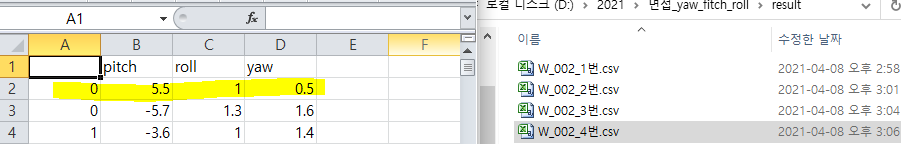 A1 fx
A B C D E F
1 pitch roll yaw
2 0 5.5 1 0.5
3 0 -5.7 1.3 1.6
4 1 -3.6 1 1.4
로컬 디스크 (D:) > 2021 > 면섭_yaw_fitch_roll > result
이름 수정한 날짜
W_002_1번.csv 2021-04-08 오후 2:58
W_002_2번.csv 2021-04-08 오후 3:01
W_002_3번.csv 2021-04-08 오후 3:04
W_002_4번.csv 2021-04-08 오후 3:06